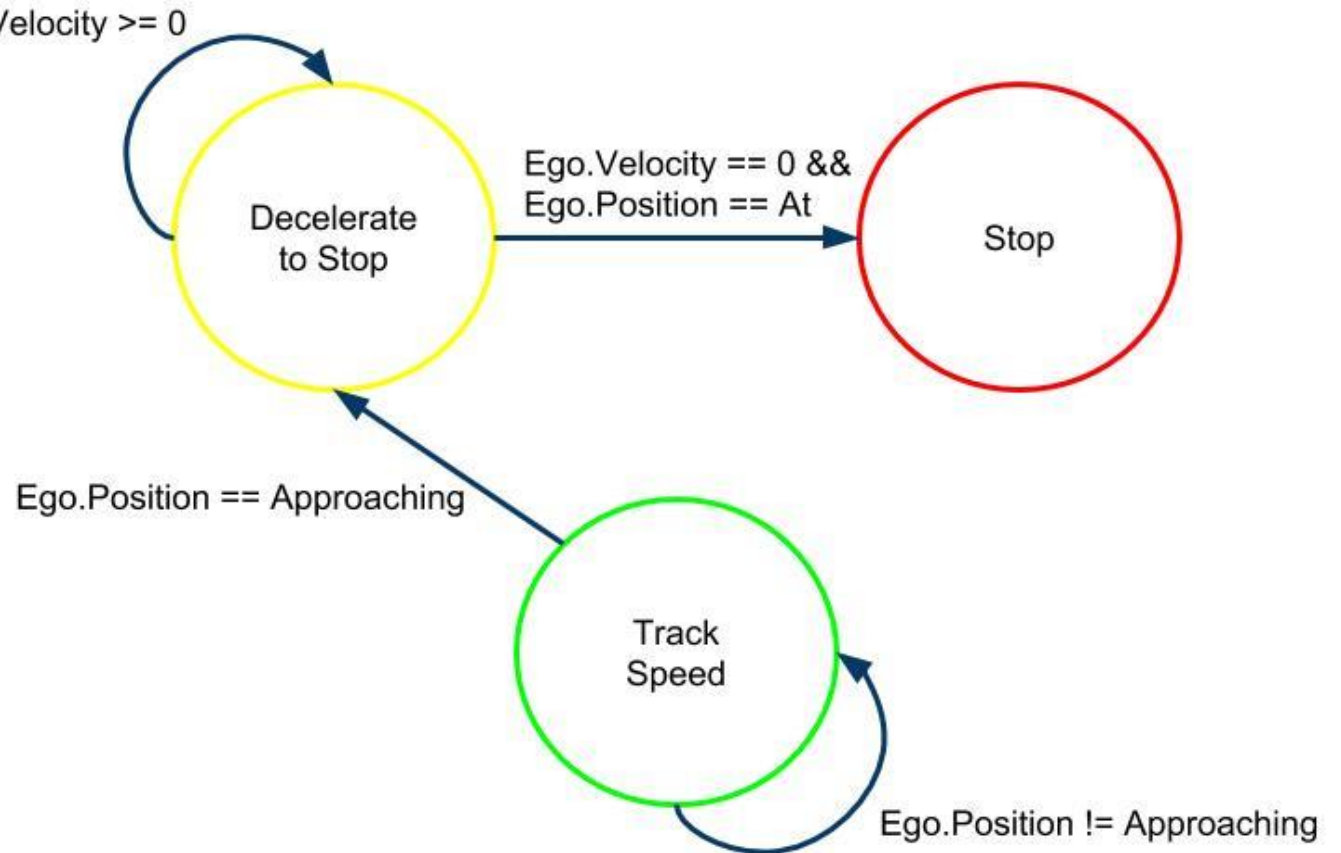 Velocity >= 0
Ego.Velocity == 0 &&
Ego.Position == At
Decelerate
to Stop
Stop
Ego.Position == Approaching
Track
Speed
Ego.Position != Approaching